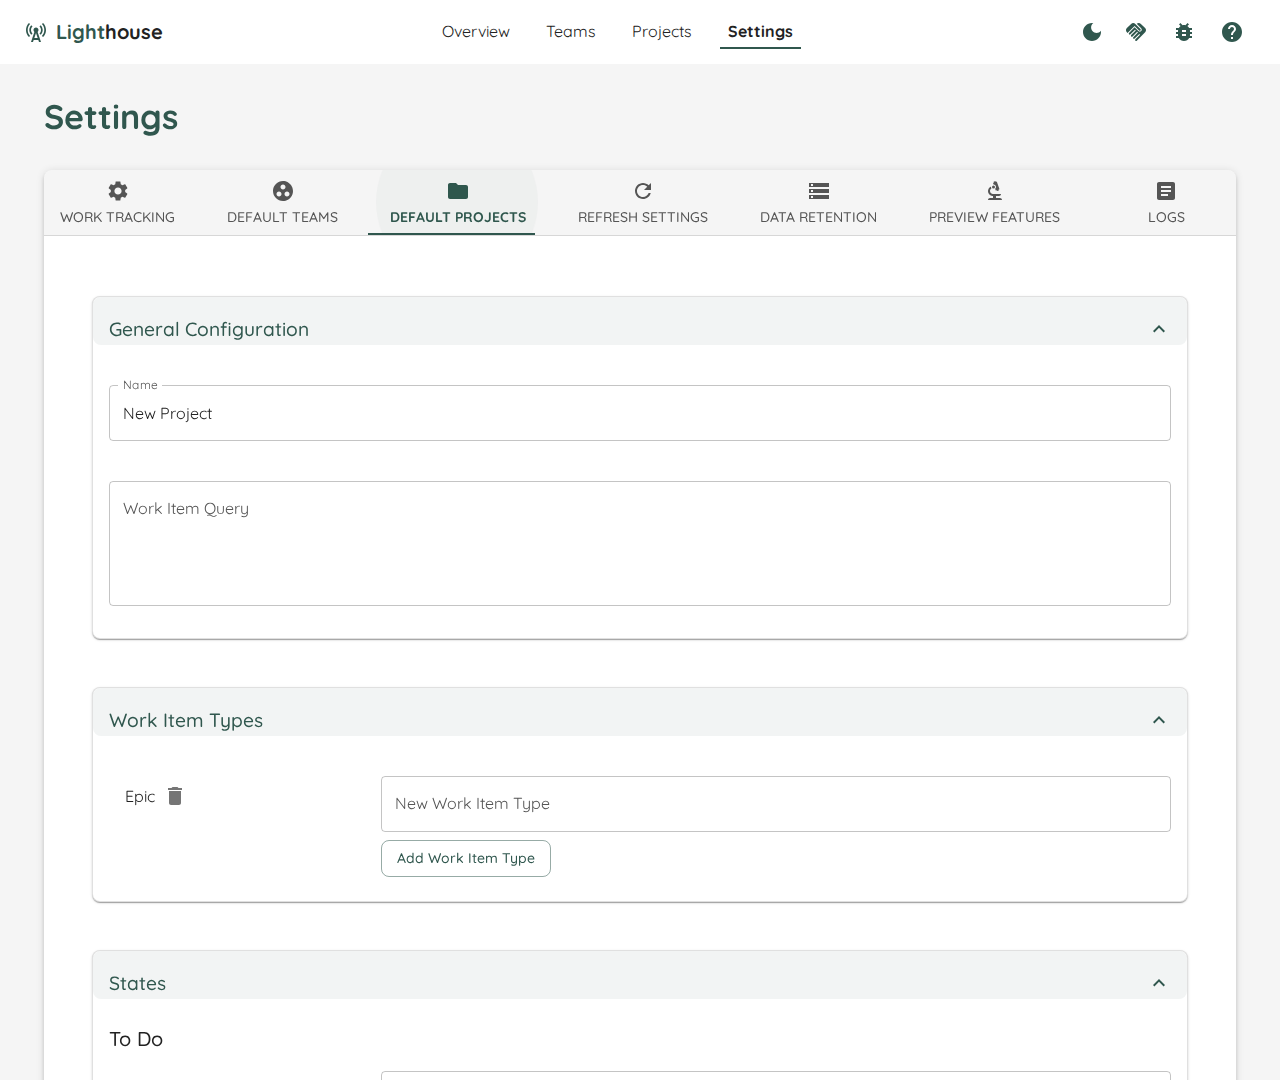 Lighthouse
Overview
Teams
Projects
Settings
Settings
WORK TRACKING
DEFAULT TEAMS
DEFAULT PROJECTS
REFRESH SETTINGS
DATA RETENTION
PREVIEW FEATURES
LOGS
General Configuration
Name
New Project
Work Item Query
Work Item Types
Epic
New Work Item Type
Add Work Item Type
States
To Do